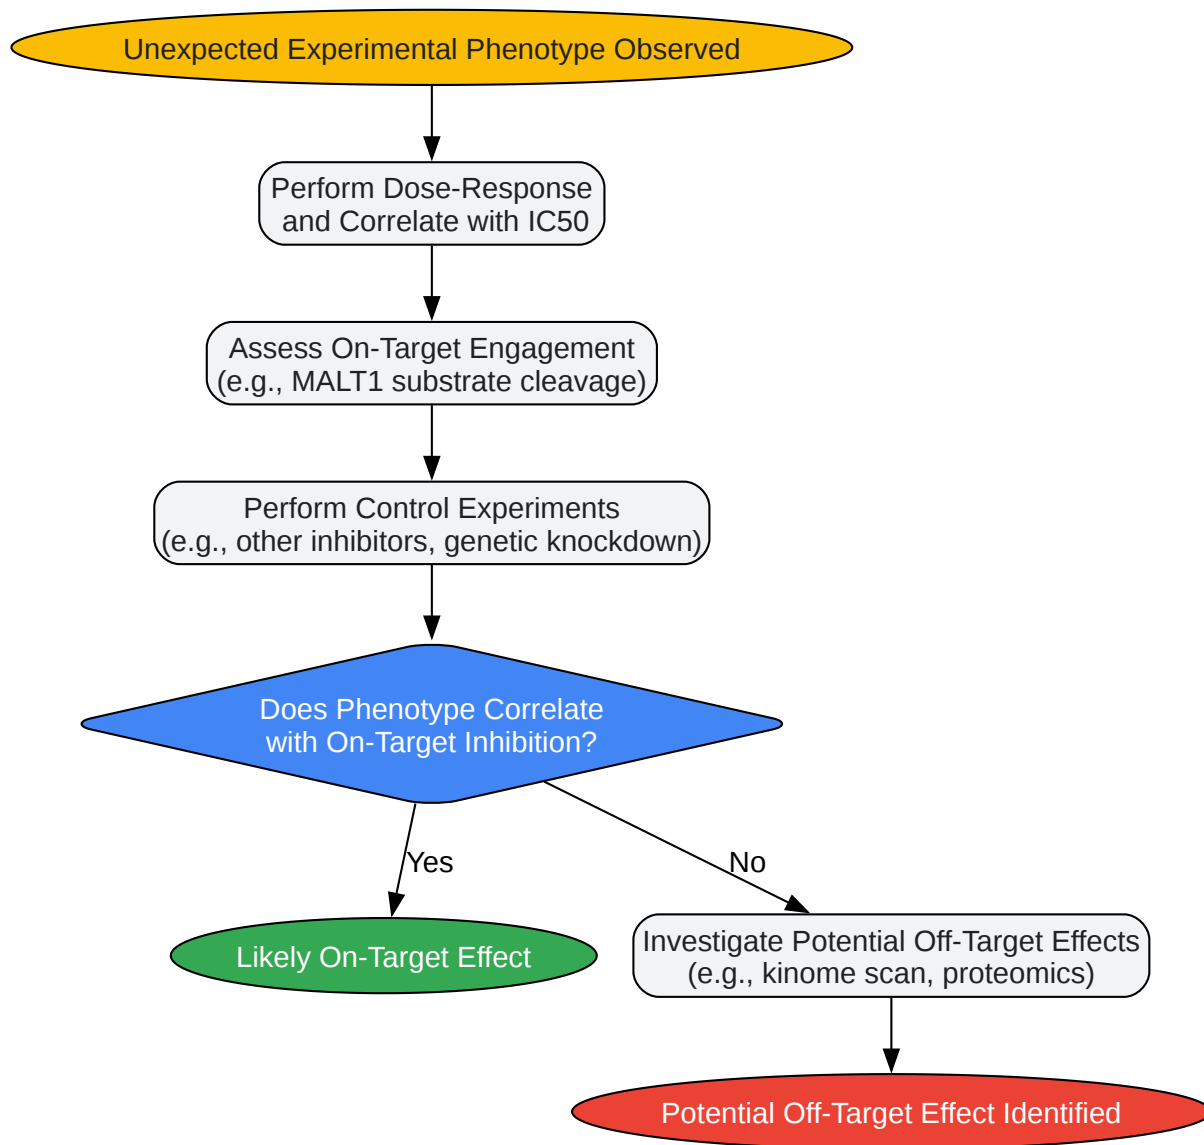 Unexpected Experimental Phenotype Observed
Perform Dose-Response
and Correlate with IC50
Assess On-Target Engagement
(e.g., MALT1 substrate cleavage)
Perform Control Experiments
(e.g., other inhibitors, genetic knockdown)
Does Phenotype Correlate
with On-Target Inhibition?
Yes
No
Likely On-Target Effect
Investigate Potential Off-Target Effects
(e.g., kinome scan, proteomics)
Potential Off-Target Effect Identified